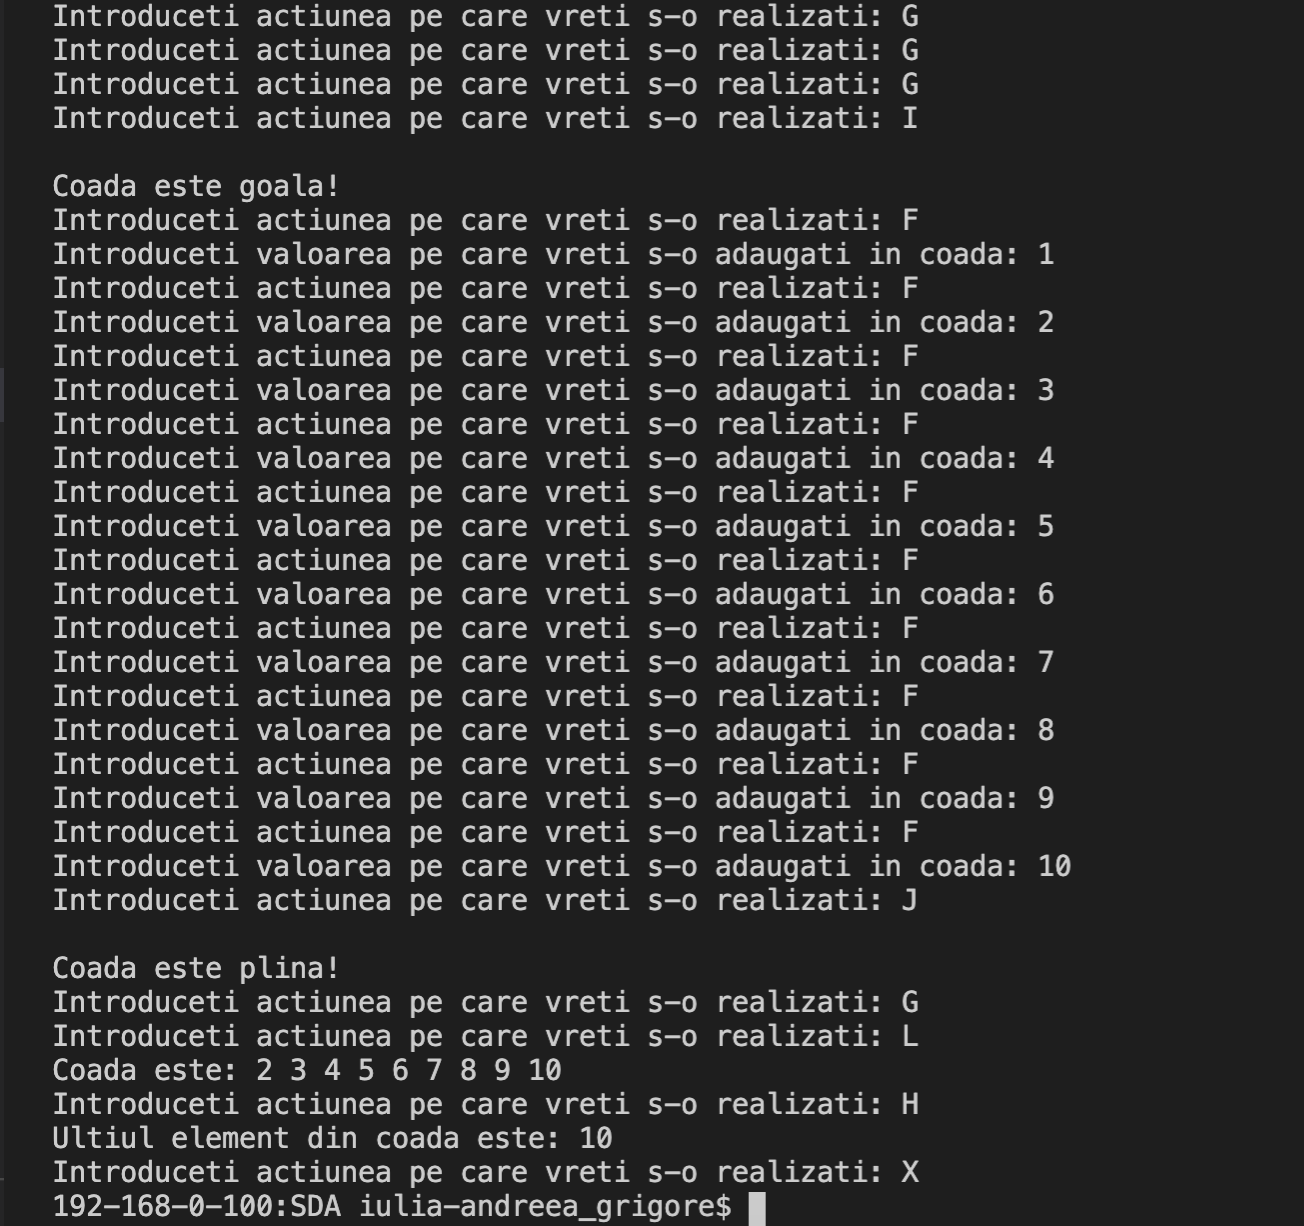 Introduceti actiunea pe care vreti s-o realizati: G
Introduceti actiunea pe care vreti s-o realizati: G
Introduceti actiunea pe care vreti s-o realizati: G
Introduceti actiunea pe care vreti s-o realizati: I
Coada este goala!
Introduceti actiunea pe care vreti s-o realizati: F
Introduceti valoarea pe care vreti s-o adaugati in coada: 1
Introduceti actiunea pe care vreti s-o realizati: F
Introduceti valoarea pe care vreti s-o adaugati in coada: 2
Introduceti actiunea pe care vreti s-o realizati: F
Introduceti valoarea pe care vreti s-o adaugati in coada: 3
Introduceti actiunea pe care vreti s-o realizati: F
Introduceti valoarea pe care vreti s-o adaugati in coada: 4
Introduceti actiunea pe care vreti s-o realizati: F
Introduceti valoarea pe care vreti s-o adaugati in coada: 5
Introduceti actiunea pe care vreti s-o realizati: F
Introduceti valoarea pe care vreti s-o adaugati in coada: 6
Introduceti actiunea pe care vreti s-o realizati: F
Introduceti valoarea pe care vreti s-o adaugati in coada: 7
Introduceti actiunea pe care vreti s-o realizati: F
Introduceti valoarea pe care vreti s-o adaugati in coada: 8
Introduceti actiunea pe care vreti s-o realizati: F
Introduceti valoarea pe care vreti s-o adaugati in coada: 9
Introduceti actiunea pe care vreti s-o realizati: F
Introduceti valoarea pe care vreti s-o adaugati in coada: 10
Introduceti actiunea pe care vreti s-o realizati: J
Coada este plina!
Introduceti actiunea pe care vreti s-o realizati: G
Introduceti actiunea pe care vreti s-o realizati: L
Coada este: 2 3 4 5 6 7 8 9 10
Introduceti actiunea pe care vreti s-o realizati: H
Ultiul element din coada este: 10
Introduceti actiunea pe care vreti s-o realizati: X
192-168-0-100:SDA iulia-andreea_grigore$